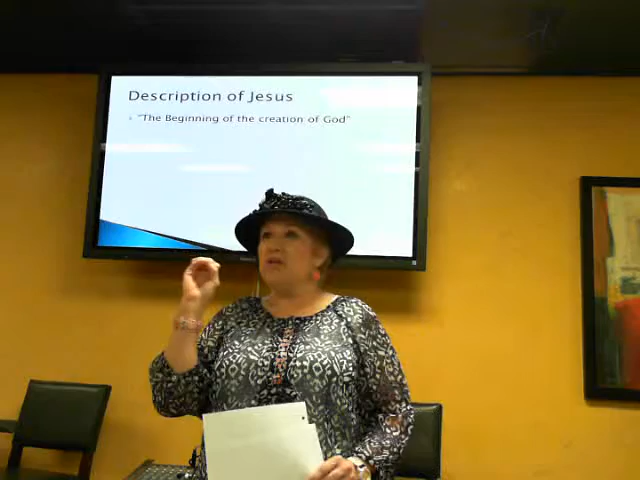 Description of Jesus
"The Beginning of the creation of God"